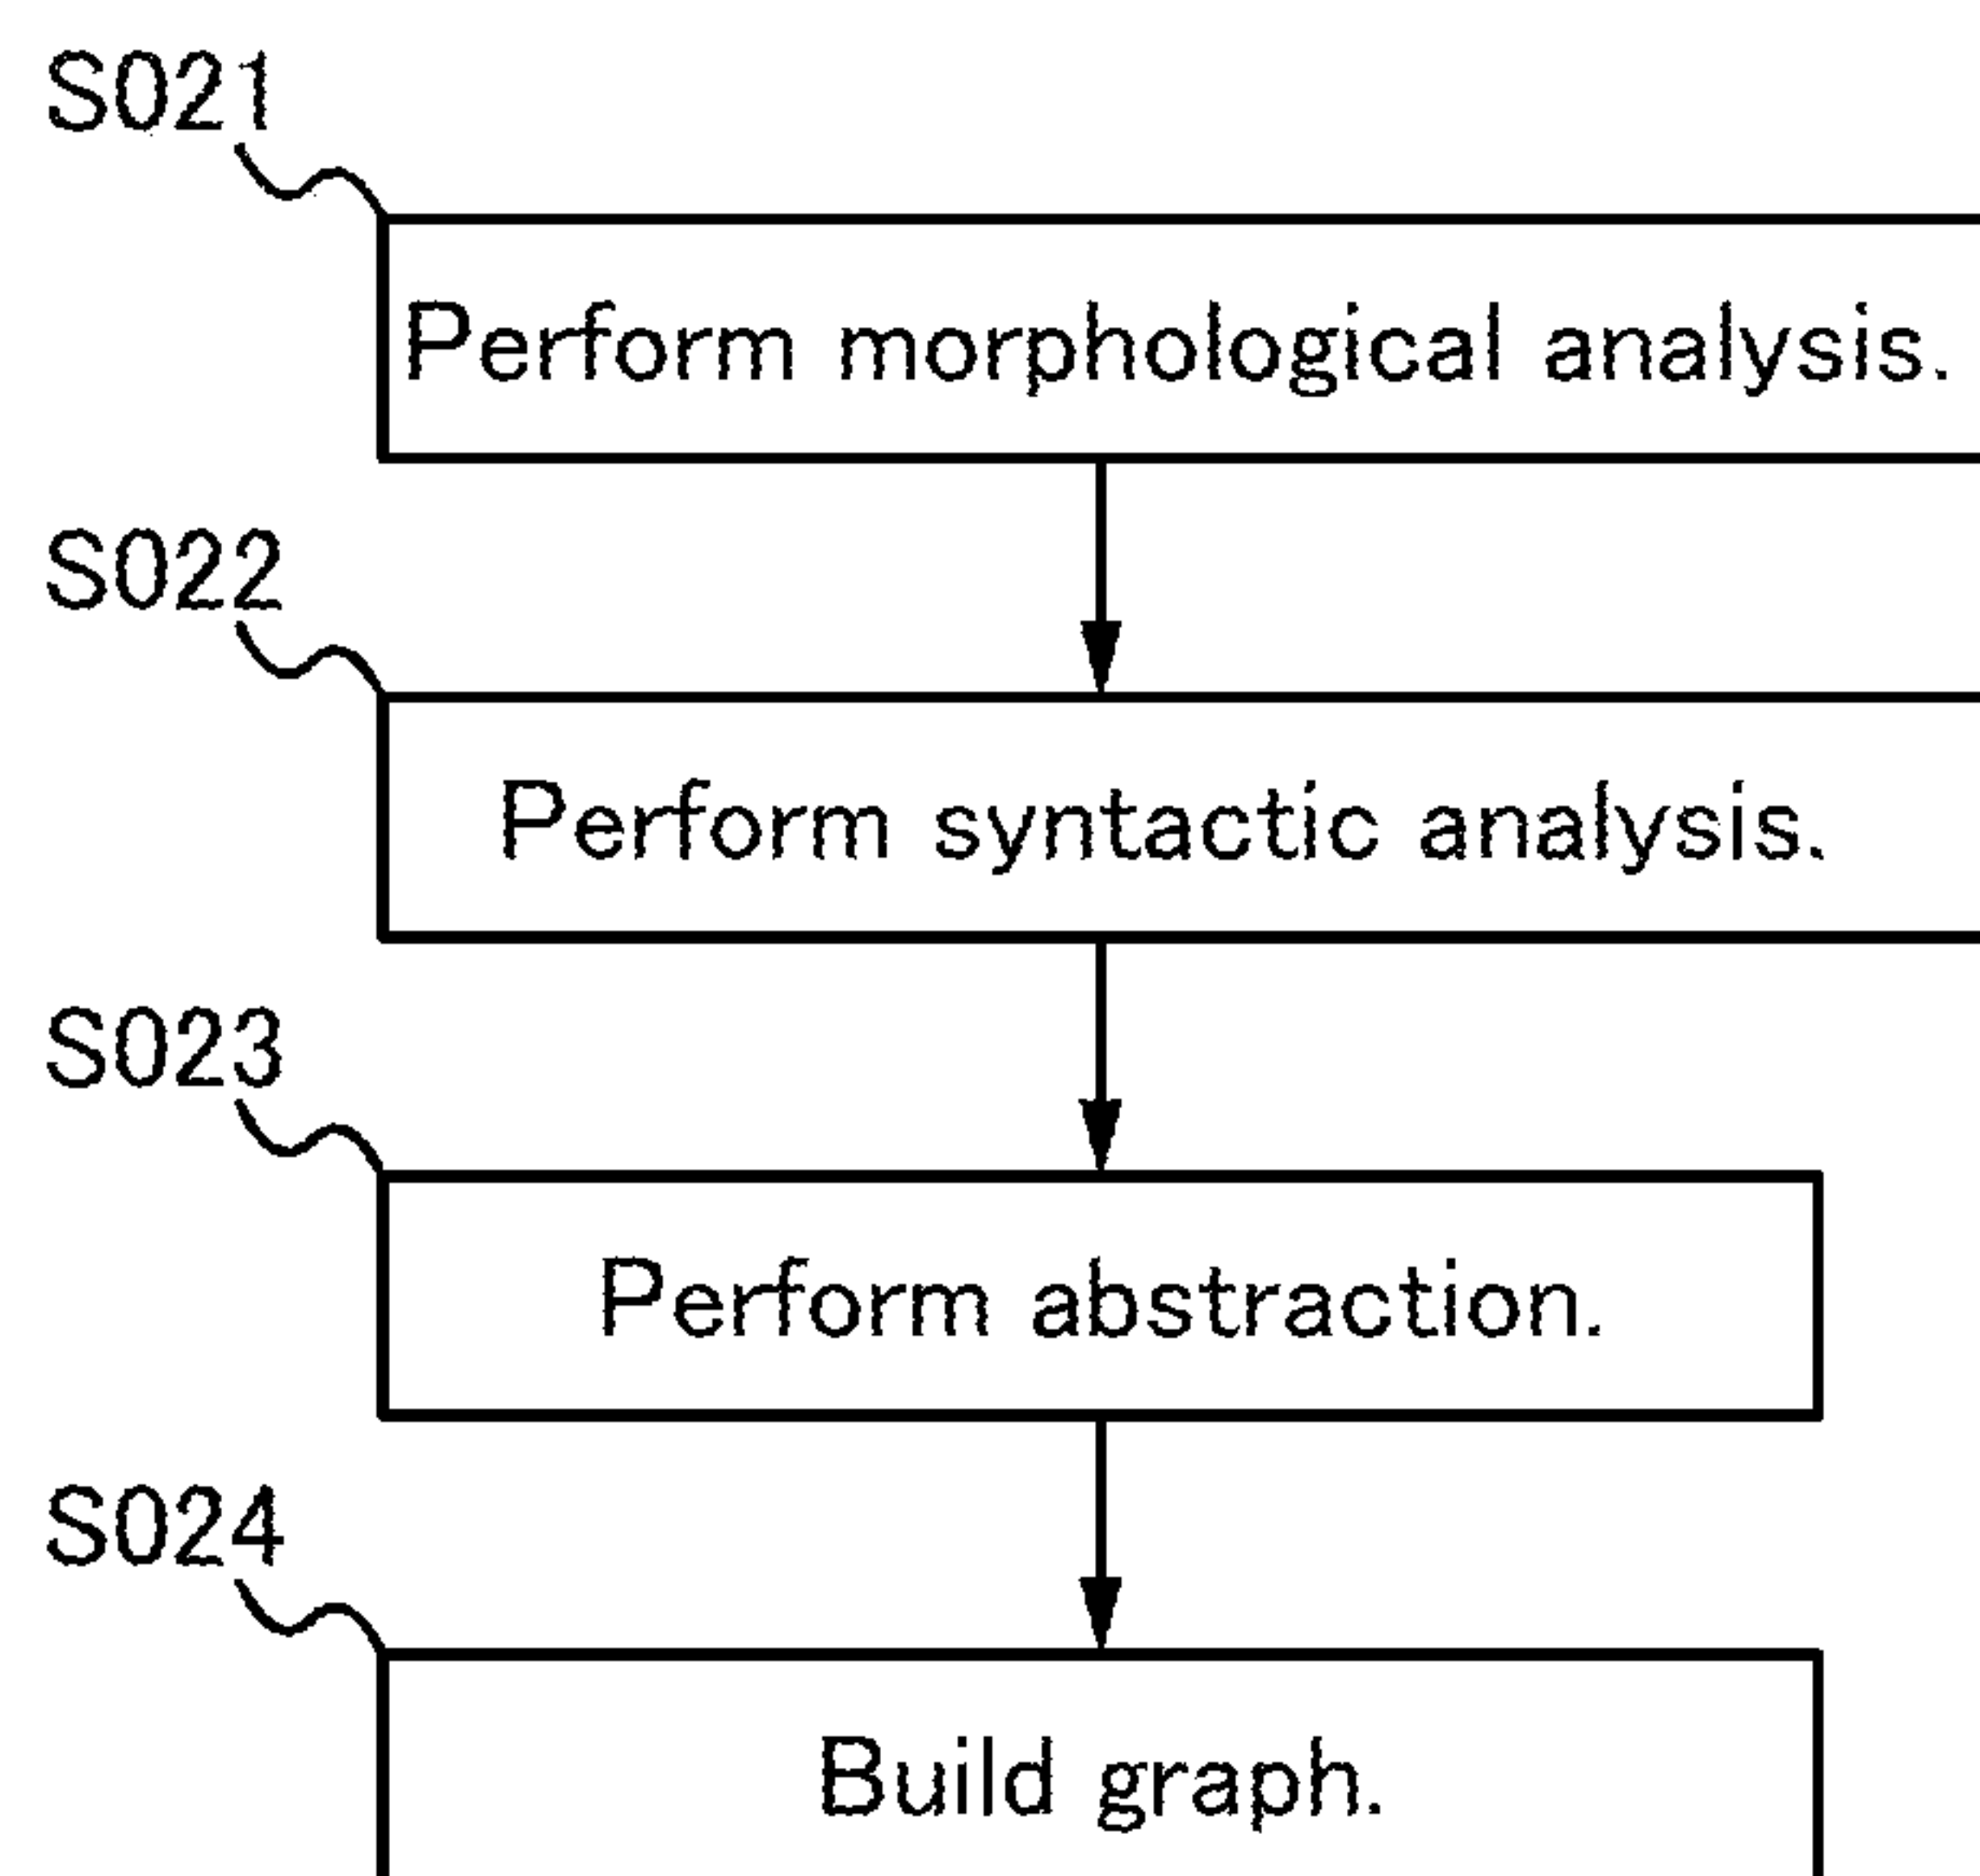 S021
Perform morphological analysis.
S022
Perform syntactic analysis.
S023
Perform abstraction.
S024
Build graph.